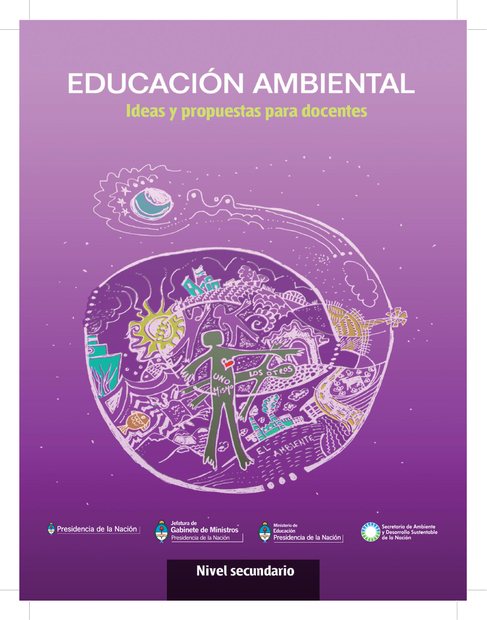 EDUCACIÓN AMBIENTAL
Ideas y propuestas para docentes
UNO
MISMO
LOS OTROS
EL AMBIENTE
Presidencia de la Nación
Jefatura de
Gabinete de Ministros
Presidencia de la Nación
Ministerio de
Educación
Presidencia de la Nación
Secretaría de Ambiente
y Desarrollo Sustentable
de la Nación
Nivel secundario